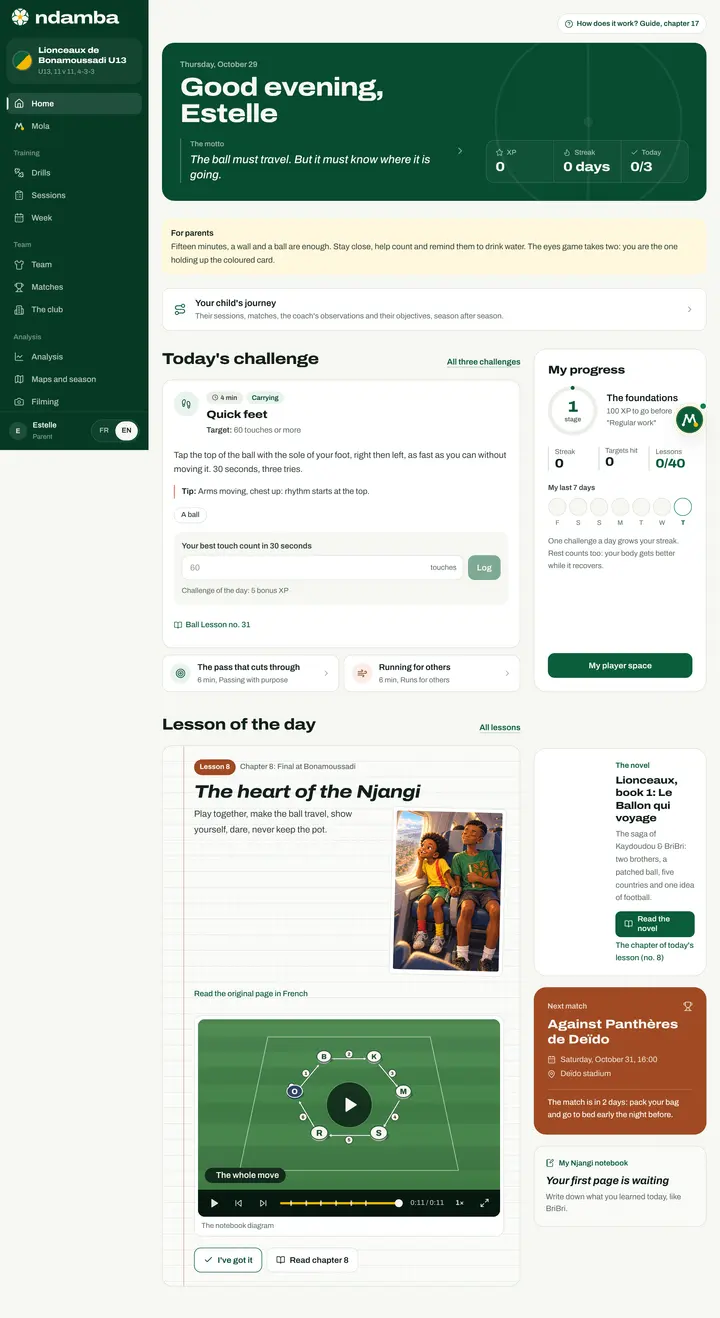 ndamba
Lionceaux de
Bonamoussadi U13
U13, 11 v 11, 4-3-3
Home
Mola
Training
Drills
Sessions
Week
Team
Team
Matches
The club
Analysis
Analysis
Maps and season
Filming
E
Estelle
Parent
FR
EN
How does it work? Guide, chapter 17
Thursday, October 29
Good evening,
Estelle
The motto
The ball must travel. But it must know where it is
going.
XP
0
Streak
0 days
Today
0/3
For parents
Fifteen minutes, a wall and a ball are enough. Stay close, help count and remind them to drink water. The eyes game takes two: you are the one
holding up the coloured card.
Your child's journey
Their sessions, matches, the coach's observations and their objectives, season after season.
Today's challenge
All three challenges
4 min
Carrying
Quick feet
Target: 60 touches or more
Tap the top of the ball with the sole of your foot, right then left, as fast as you can without
moving it. 30 seconds, three tries.
Tip: Arms moving, chest up: rhythm starts at the top.
A ball
Your best touch count in 30 seconds
60
touches
Log
Challenge of the day: 5 bonus XP
Ball Lesson no. 31
The pass that cuts through
6 min, Passing with purpose
Running for others
6 min, Runs for others
My progress
1
stage
The foundations
100 XP to go before
"Regular work"
Streak
0
Targets hit
0
Lessons
0/40
My last 7 days
F S S M T W T
One challenge a day grows your streak.
Rest counts too: your body gets better
while it recovers.
My player space
Lesson of the day
All lessons
Lesson 8
Chapter 8: Final at Bonamoussadi
The heart of the Njangi
Play together, make the ball travel, show
yourself, dare, never keep the pot.
Read the original page in French
B
2
K
1
3
O
M
6
4
R
5
S
The whole move
0:11 / 0:11
1×
The notebook diagram
I've got it
Read chapter 8
The novel
Lionceaux,
book 1: Le
Ballon qui
voyage
The saga of
Kaydoudou & BriBri:
two brothers, a
patched ball, five
countries and one idea
of football.
Read the
novel
The chapter of today's
lesson (no. 8)
Next match
Against Panthères
de Deïdo
Saturday, October 31, 16:00
Deïdo stadium
The match is in 2 days: pack your bag
and go to bed early the night before.
My Njangi notebook
Your first page is waiting
Write down what you learned today, like
BriBri.